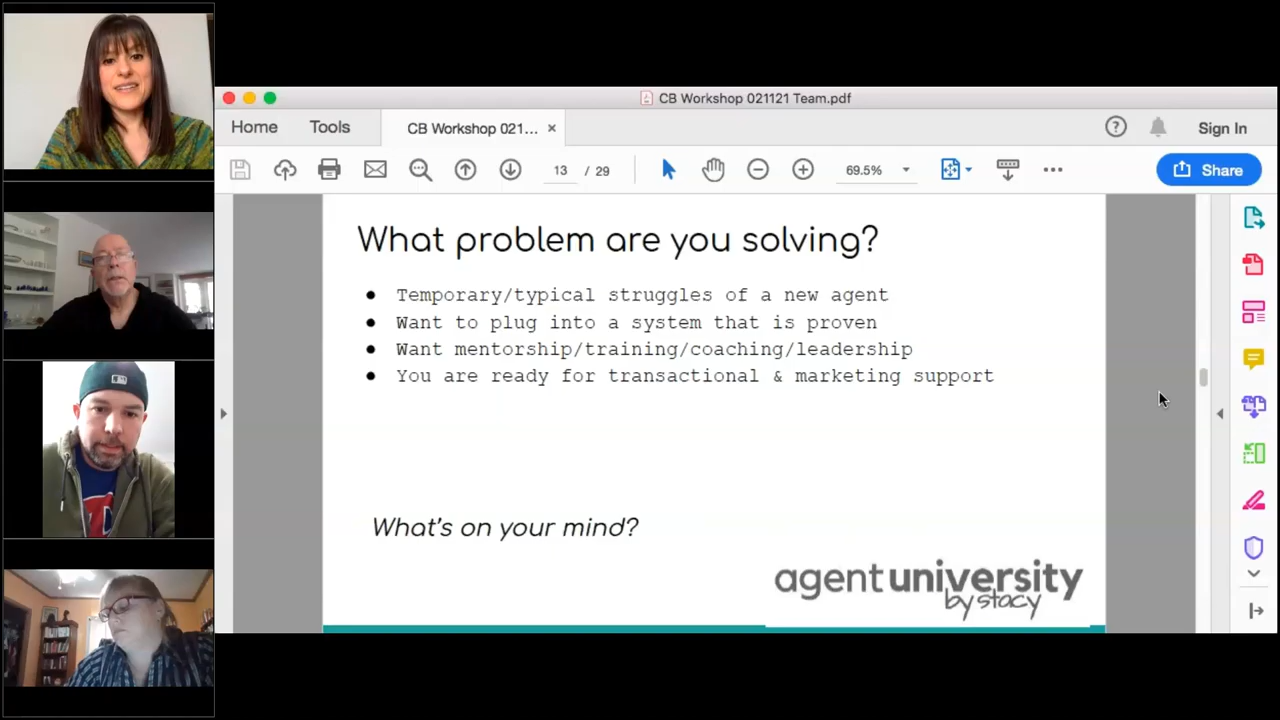 CB Workshop 021121 Team.pdf
Home
Tools
CB Workshop 021...
Sign In
13 / 29
69.5%
Share
What problem are you solving?
● Temporary/typical struggles of a new agent
● Want to plug into a system that is proven
● Want mentorship/training/coaching/leadership
● You are ready for transactional & marketing support
What's on your mind?
agent university
by stacy